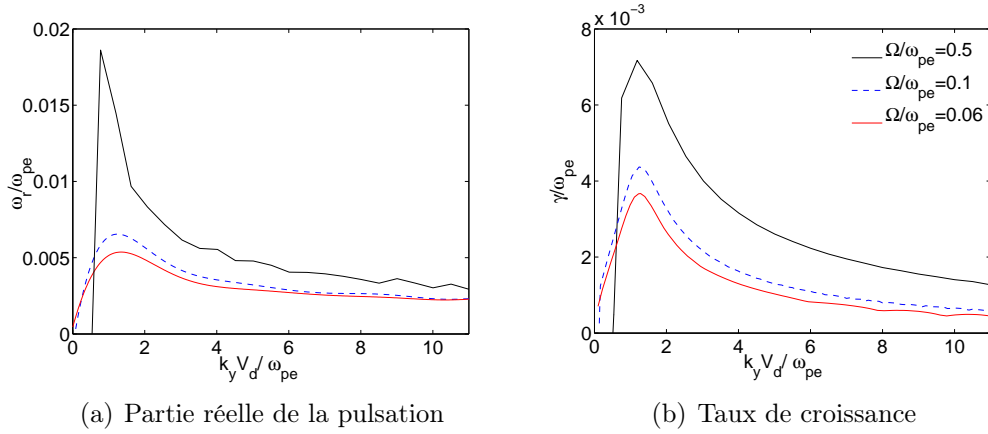 0.02
0.015
0.01
0.005
0
ω_r/ω_pe
0 2 4 6 8 10
k_y V_d / ω_pe
(a) Partie réelle de la pulsation
8 x 10⁻³
6
4
2
0
γ/ω_pe
Ω/ω_pe=0.5
Ω/ω_pe=0.1
Ω/ω_pe=0.06
0 2 4 6 8 10
k_y V_d / ω_pe
(b) Taux de croissance